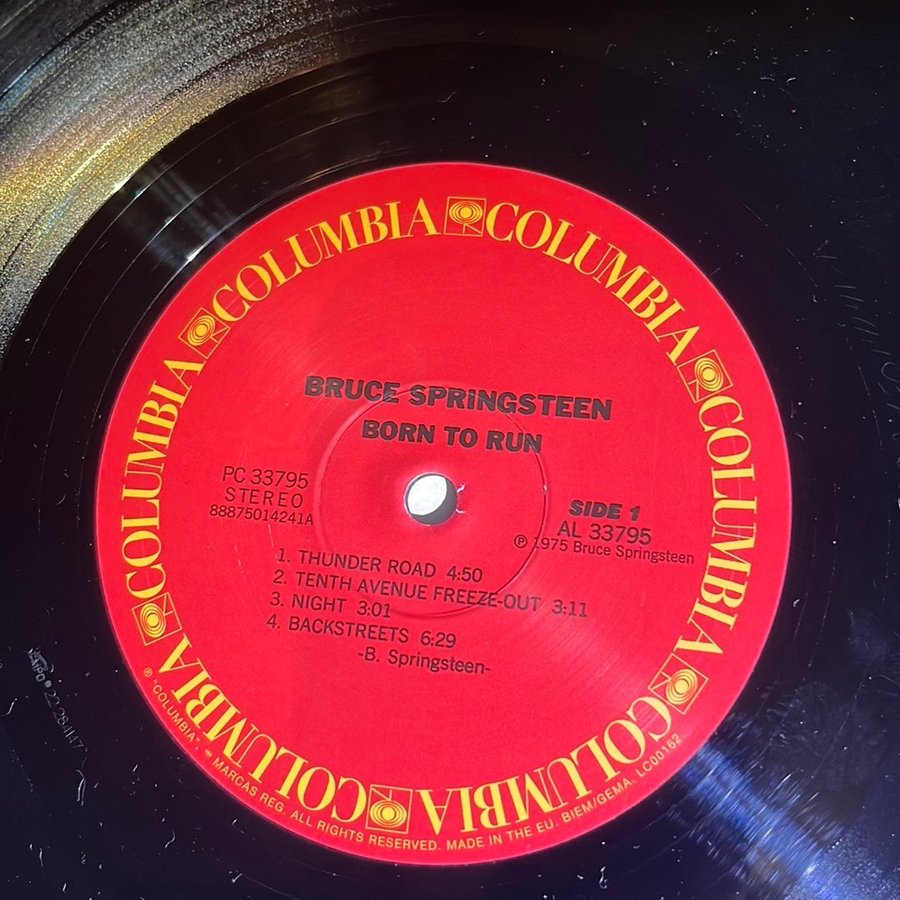 COLUMBIA COLUMBIA COLUMBIA COLUMBIA COLUMBIA COLUMBIA
BRUCE SPRINGSTEEN
BORN TO RUN
PC 33795
STEREO
88875014241A
SIDE 1
AL 33795
℗ 1975 Bruce Springsteen
1. THUNDER ROAD 4:50
2. TENTH AVENUE FREEZE-OUT 3:11
3. NIGHT 3:01
4. BACKSTREETS 6:29
-B. Springsteen-
® "COLUMBIA", MARCAS REG. ALL RIGHTS RESERVED. MADE IN THE EU. BIEM/GEMA. LC00162
22-284147